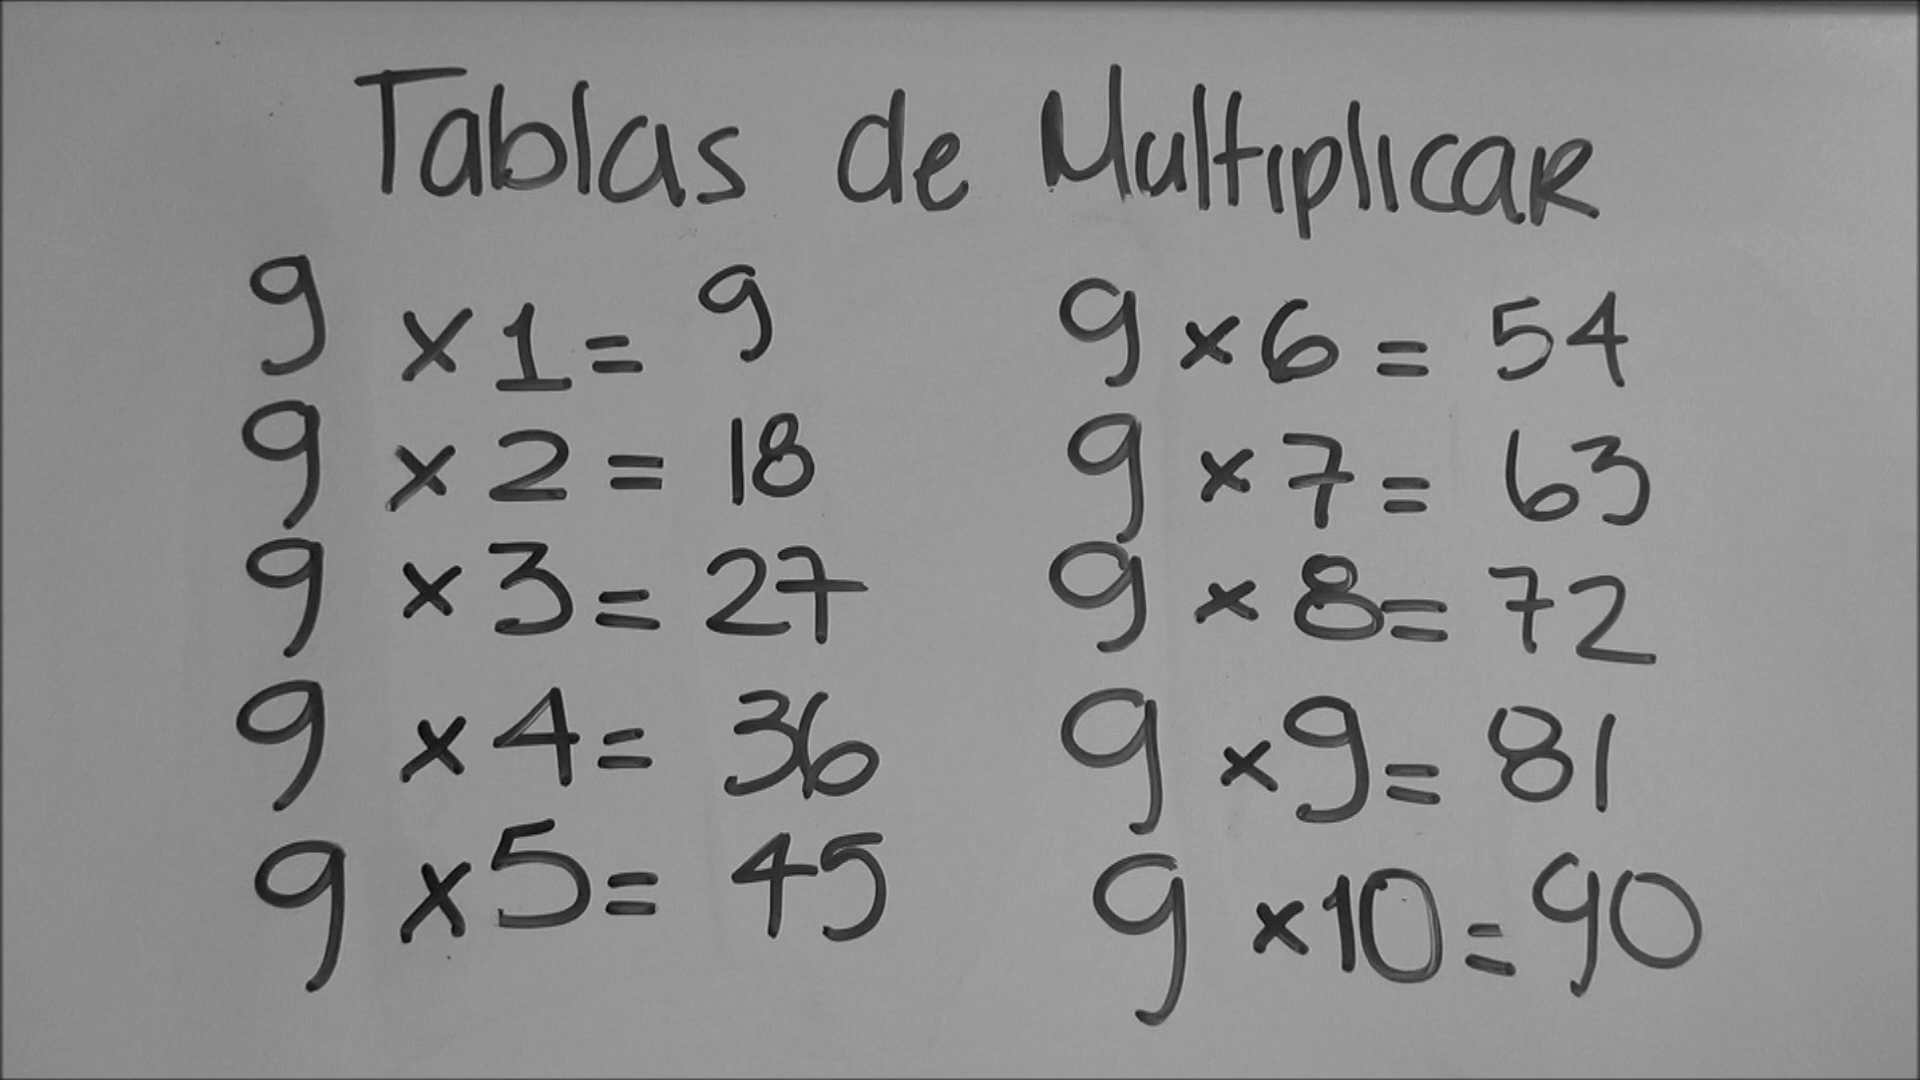 Tablas de Multiplicar
9 x 1 = 9
9 x 2 = 18
9 x 3 = 27
9 x 4 = 36
9 x 5 = 45
9 x 6 = 54
9 x 7 = 63
9 x 8 = 72
9 x 9 = 81
9 x 10 = 90